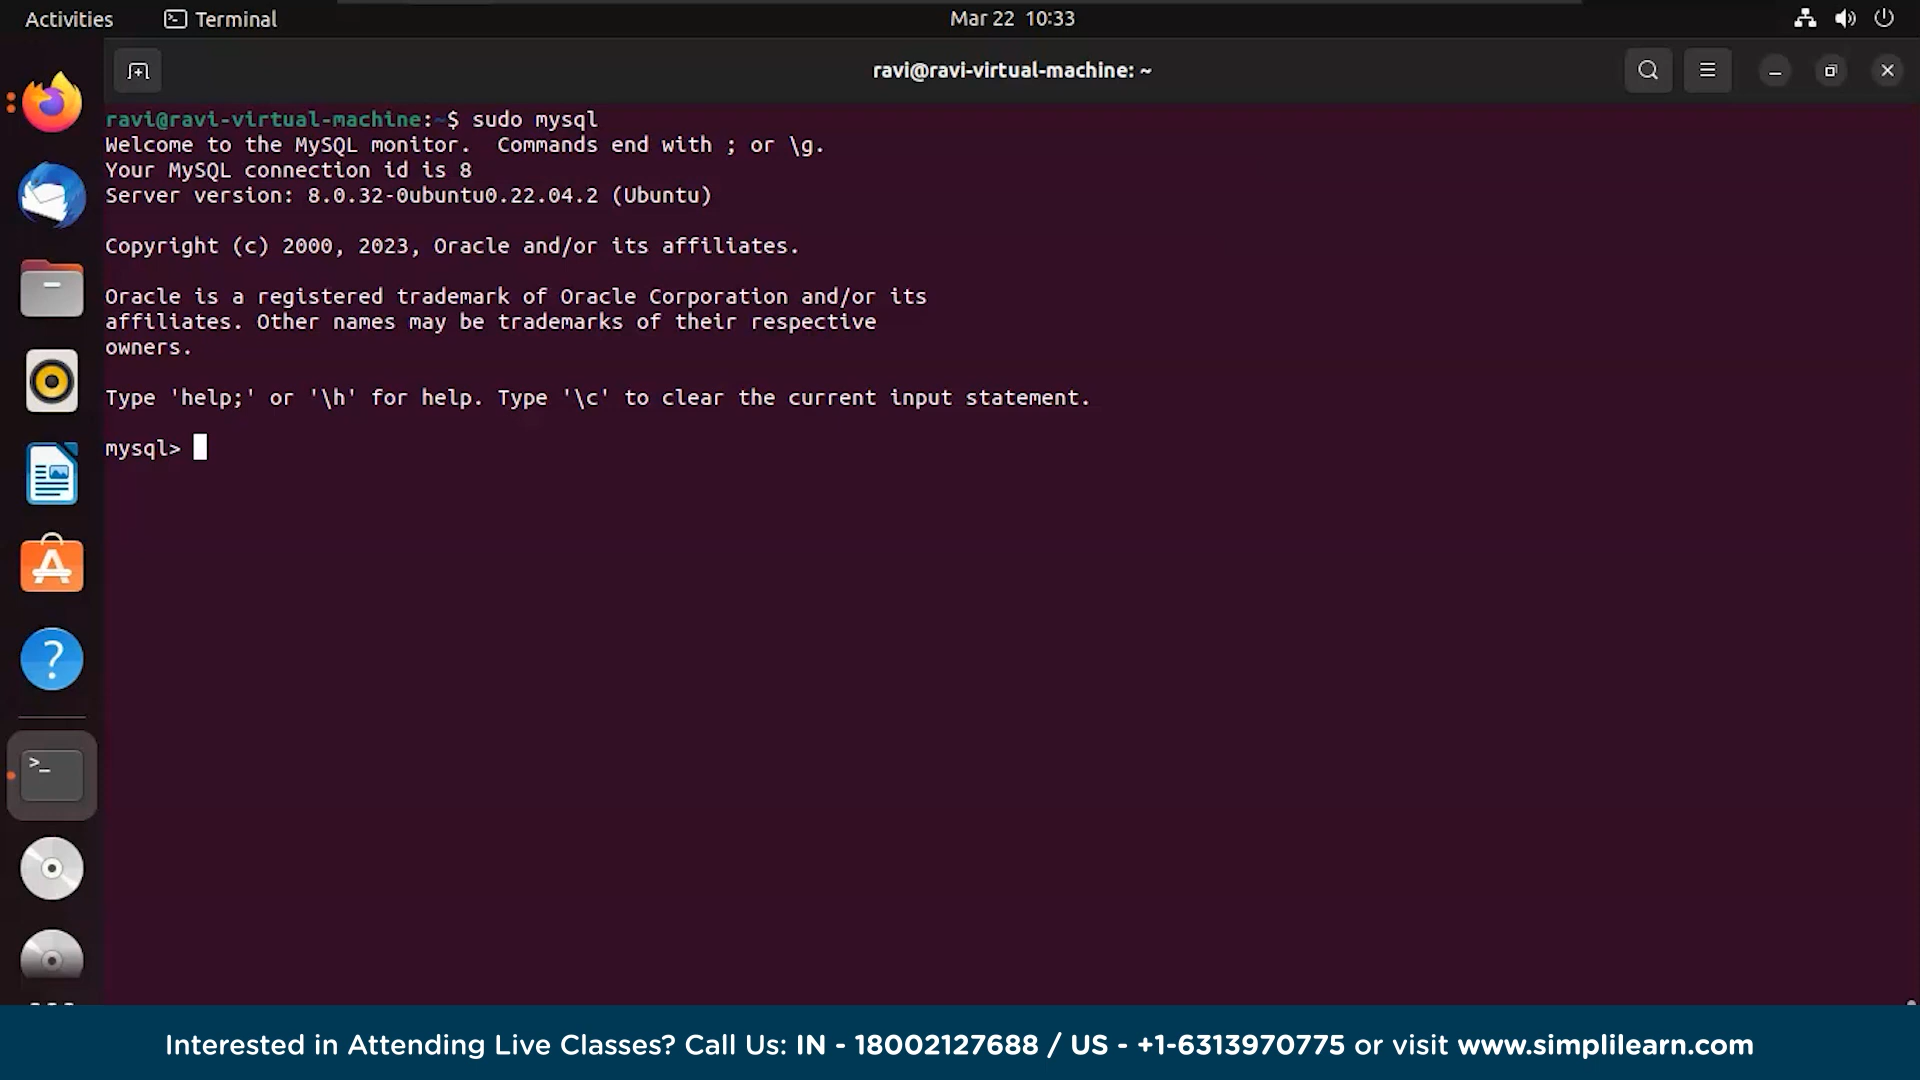 Activities Terminal Mar 22 10:33
ravi@ravi-virtual-machine: ~
ravi@ravi-virtual-machine:~$ sudo mysql
Welcome to the MySQL monitor.  Commands end with ; or \g.
Your MySQL connection id is 8
Server version: 8.0.32-0ubuntu0.22.04.2 (Ubuntu)
Copyright (c) 2000, 2023, Oracle and/or its affiliates.
Oracle is a registered trademark of Oracle Corporation and/or its
affiliates. Other names may be trademarks of their respective
owners.
Type 'help;' or '\h' for help. Type '\c' to clear the current input statement.
mysql>
Interested in Attending Live Classes? Call Us: IN - 18002127688 / US - +1-6313970775 or visit www.simplilearn.com